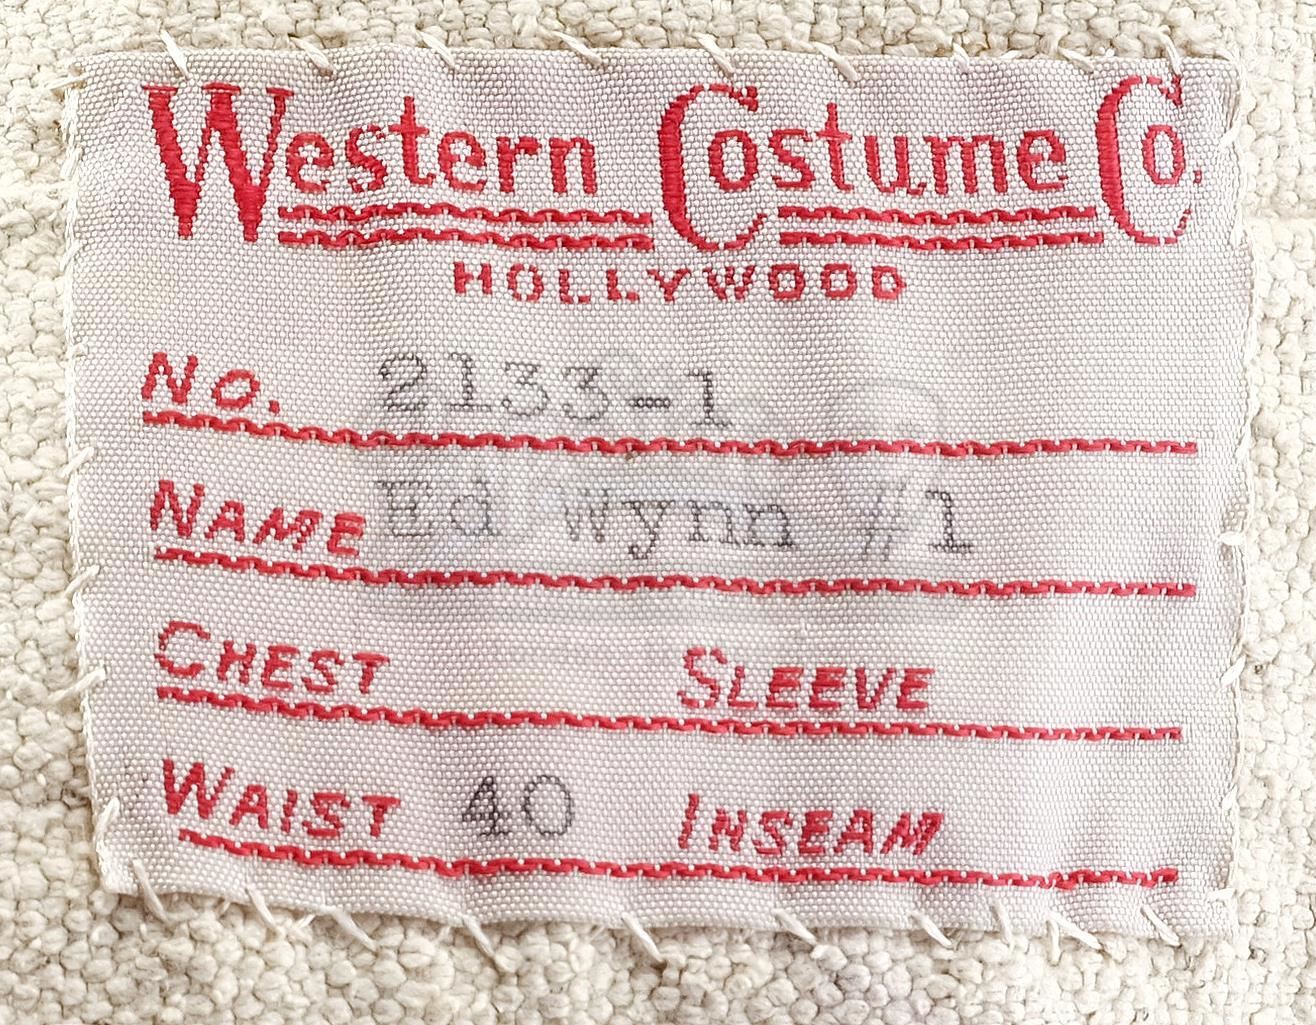 Western Costume Co.
HOLLYWOOD
No. 2133-1
NAME Ed Wynn #1
CHEST SLEEVE
WAIST 40 INSEAM